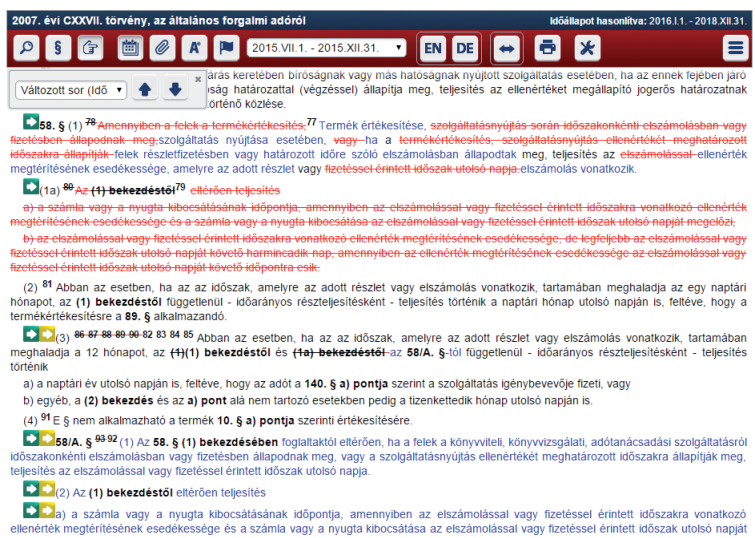 2007. évi CXXVII. törvény, az általános forgalmi adóról
Időállapot hasonlítva: 2016.I.1. - 2018.XII.31.
§ A 2015.VII.1. - 2015.XII.31. EN DE
Változott sor (Idő
árás keretében bíróságnak vagy más hatóságnak nyújtott szolgáltatás esetében, ha az ennek fejében járó
óság határozattal (végzéssel) állapítja meg, teljesítés az ellenértéket megállapító jogerős határozatnak
örténő közlése.
58. § (1) 78 Amennyiben a felek a termékértékesítés, 77 Termék értékesítése, szolgáltatásnyújtás során időszakonkénti elszámolásban vagy
fizetésben állapodnak meg, szolgáltatás nyújtása esetében, vagy ha a termékértékesítés, szolgáltatásnyújtás ellenértékét meghatározott
időszakra állapítják felek részletfizetésben vagy határozott időre szóló elszámolásban állapodtak meg, teljesítés az elszámolással ellenérték
megtérítésének esedékessége, amelyre az adott részlet vagy fizetéssel érintett időszak utolsó napja. elszámolás vonatkozik.
(1a) 80 Az (1) bekezdéstől 79 eltérően teljesítés
a) a számla vagy a nyugta kibocsátásának időpontja, amennyiben az elszámolással vagy fizetéssel érintett időszakra vonatkozó ellenérték
megtérítésének esedékessége és a számla vagy a nyugta kibocsátása az elszámolással vagy fizetéssel érintett időszak utolsó napját megelőzi,
b) az elszámolással vagy fizetéssel érintett időszakra vonatkozó ellenérték megtérítésének esedékessége, de legfeljebb az elszámolással vagy
fizetéssel érintett időszak utolsó napját követő harmincadik nap, amennyiben az ellenérték megtérítésének esedékessége az elszámolással vagy
fizetéssel érintett időszak utolsó napját követő időpontra esik.
(2) 81 Abban az esetben, ha az az időszak, amelyre az adott részlet vagy elszámolás vonatkozik, tartamában meghaladja az egy naptári
hónapot, az (1) bekezdéstől függetlenül - időarányos részteljesítésként - teljesítés történik a naptári hónap utolsó napján is, feltéve, hogy a
termékértékesítésre a 89. § alkalmazandó.
(3) 86 87 88 89 90 82 83 84 85 Abban az esetben, ha az az időszak, amelyre az adott részlet vagy elszámolás vonatkozik, tartamában
meghaladja a 12 hónapot, az (1)(1) bekezdéstől és (1a) bekezdéstől az 58/A. §-tól függetlenül - időarányos részteljesítésként - teljesítés
történik
a) a naptári év utolsó napján is, feltéve, hogy az adót a 140. § a) pontja szerint a szolgáltatás igénybevevője fizeti, vagy
b) egyéb, a (2) bekezdés és az a) pont alá nem tartozó esetekben pedig a tizenkettedik hónap utolsó napján is.
(4) 91 E § nem alkalmazható a termék 10. § a) pontja szerinti értékesítésére.
58/A. § 93 92 (1) Az 58. § (1) bekezdésében foglaltaktól eltérően, ha a felek a könyvviteli, könyvvizsgálati, adótanácsadási szolgáltatásról
időszakonkénti elszámolásban vagy fizetésben állapodnak meg, vagy a szolgáltatásnyújtás ellenértékét meghatározott időszakra állapítják meg,
teljesítés az elszámolással vagy fizetéssel érintett időszak utolsó napja.
(2) Az (1) bekezdéstől eltérően teljesítés
a) a számla vagy a nyugta kibocsátásának időpontja, amennyiben az elszámolással vagy fizetéssel érintett időszakra vonatkozó
ellenérték megtérítésének esedékessége és a számla vagy a nyugta kibocsátása az elszámolással vagy fizetéssel érintett időszak utolsó napját